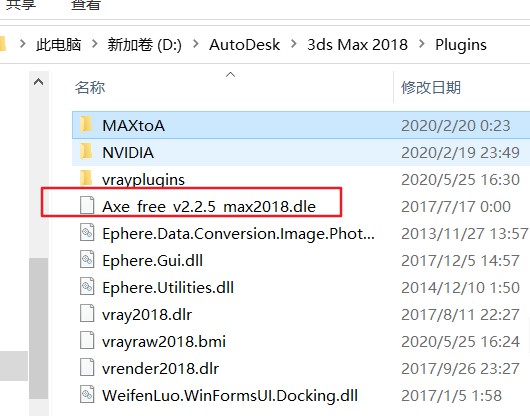 共享 查看
此电脑 > 新加卷 (D:) > AutoDesk > 3ds Max 2018 > Plugins
名称 修改日期
MAXtoA 2020/2/20 0:23
NVIDIA 2020/2/19 23:49
vrayplugins 2020/5/25 16:30
Axe_free_v2.2.5_max2018.dle 2017/7/17 0:00
Ephere.Data.Conversion.Image.Phot... 2013/11/27 13:57
Ephere.Gui.dll 2017/12/5 14:57
Ephere.Utilities.dll 2014/12/10 1:50
vray2018.dlr 2017/8/11 22:27
vrayraw2018.bmi 2020/5/25 16:24
vrender2018.dlr 2017/9/26 23:27
WeifenLuo.WinFormsUI.Docking.dll 2017/1/5 1:58